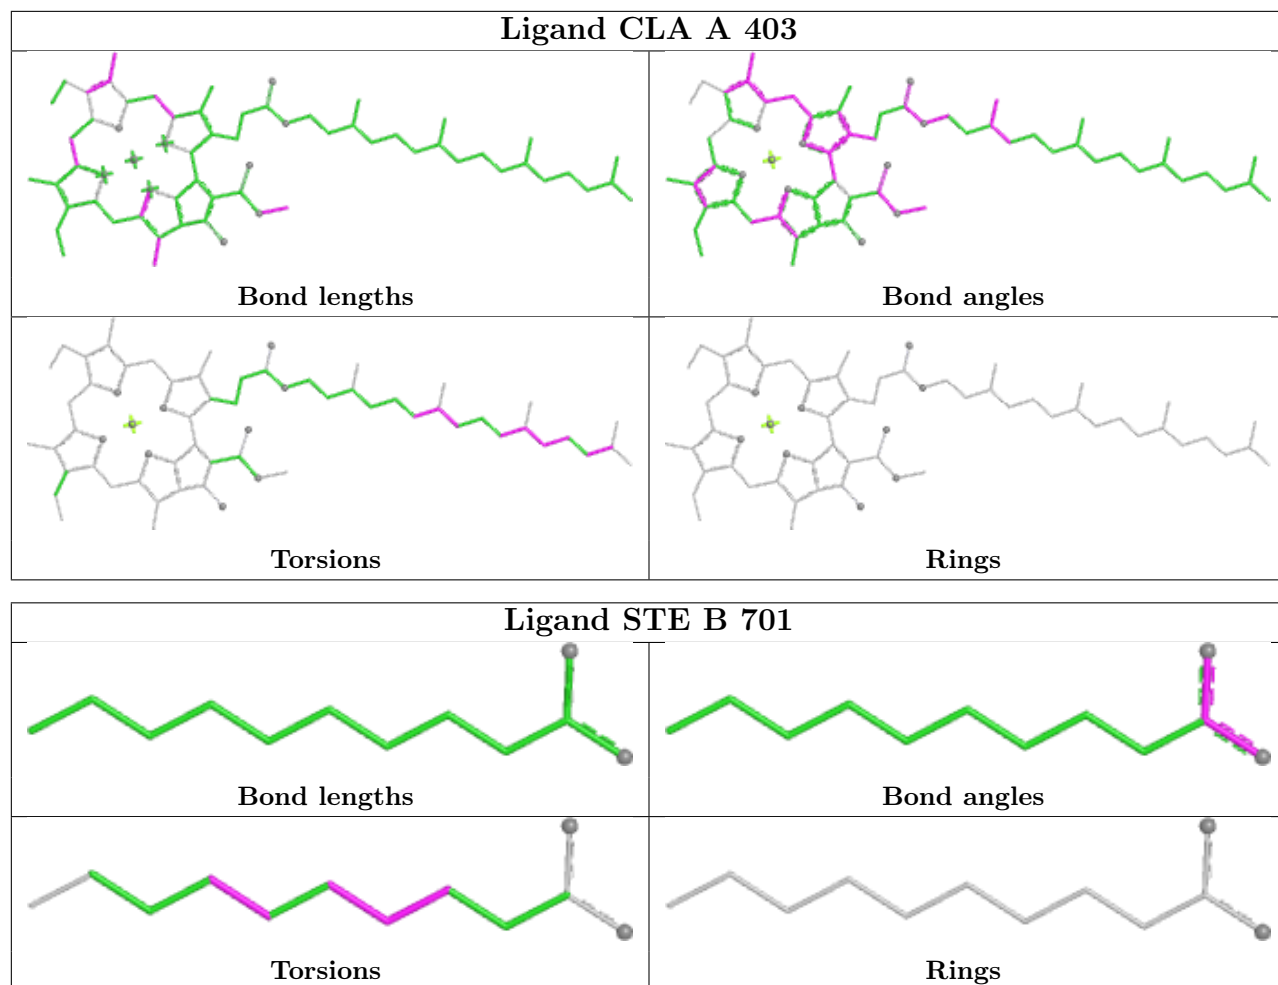 Ligand CLA A 403
Bond lengths
Bond angles
Torsions
Rings
Ligand STE B 701
Bond lengths
Bond angles
Torsions
Rings